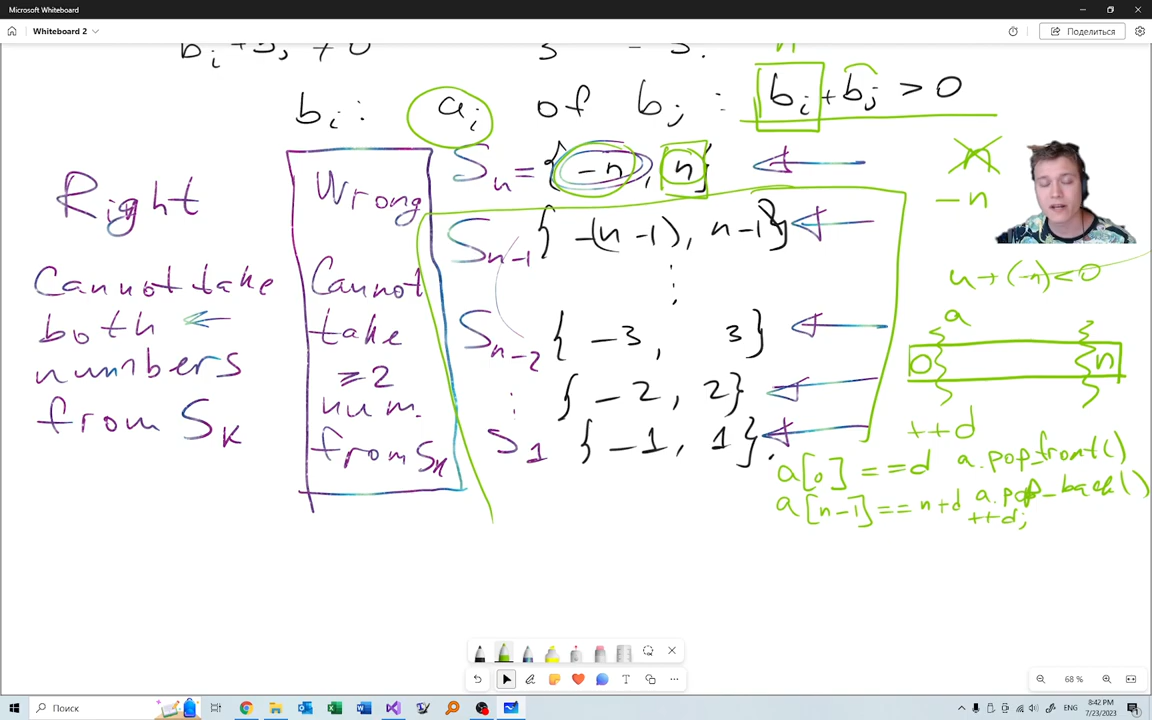 Microsoft Whiteboard
Whiteboard 2
Поделиться
n
b_i : a_i of b_j : b_i + b_j > 0
S_n = { -n , n }
n
-n
Right
Wrong
S_n-1 { -(n-1), n-1 }
n + (-n) < 0
Cannot take
both
numbers
from S_k
Cannot
take
≥2
num.
from S_k
⋮
S_n-2 { -3 , 3 }
⋮ { -2 , 2 }
S_1 { -1 , 1 }.
a
0 n
++d
a[0] == d a.pop_front()
a[n-1] == n+d a.pop_back()
++d;
68 %
Поиск
ENG
8:42 PM
7/23/2023